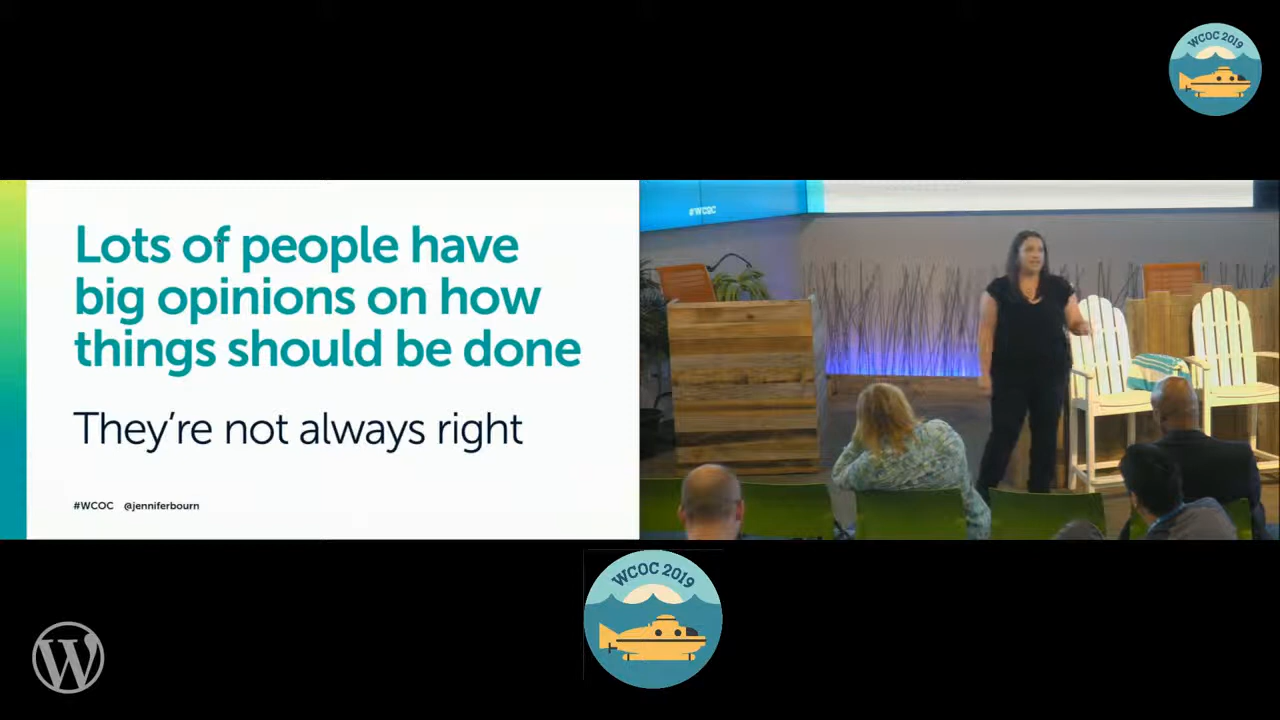 WCOC 2019
Lots of people have
big opinions on how
things should be done
They're not always right
#WCOC @jenniferbourn
#WCOC
WCOC 2019